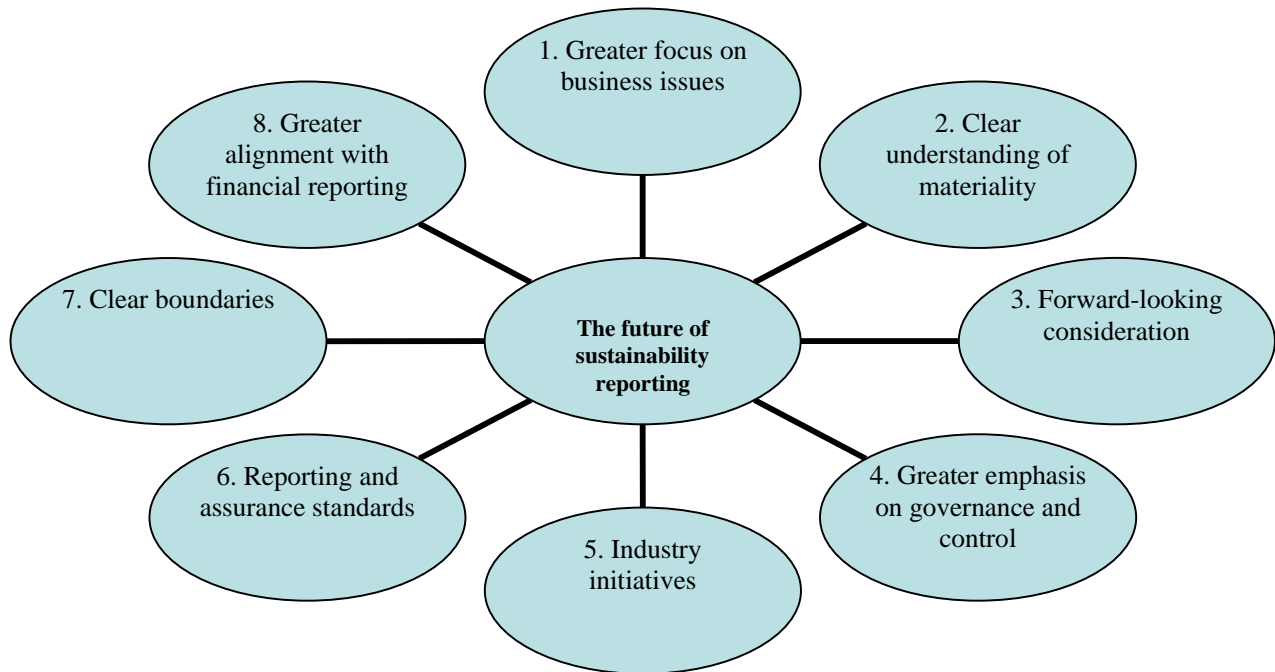 1. Greater focus on
business issues
2. Clear
understanding of
materiality
3. Forward-looking
consideration
4. Greater emphasis
on governance and
control
5. Industry
initiatives
6. Reporting and
assurance standards
7. Clear boundaries
8. Greater
alignment with
financial reporting
The future of
sustainability
reporting